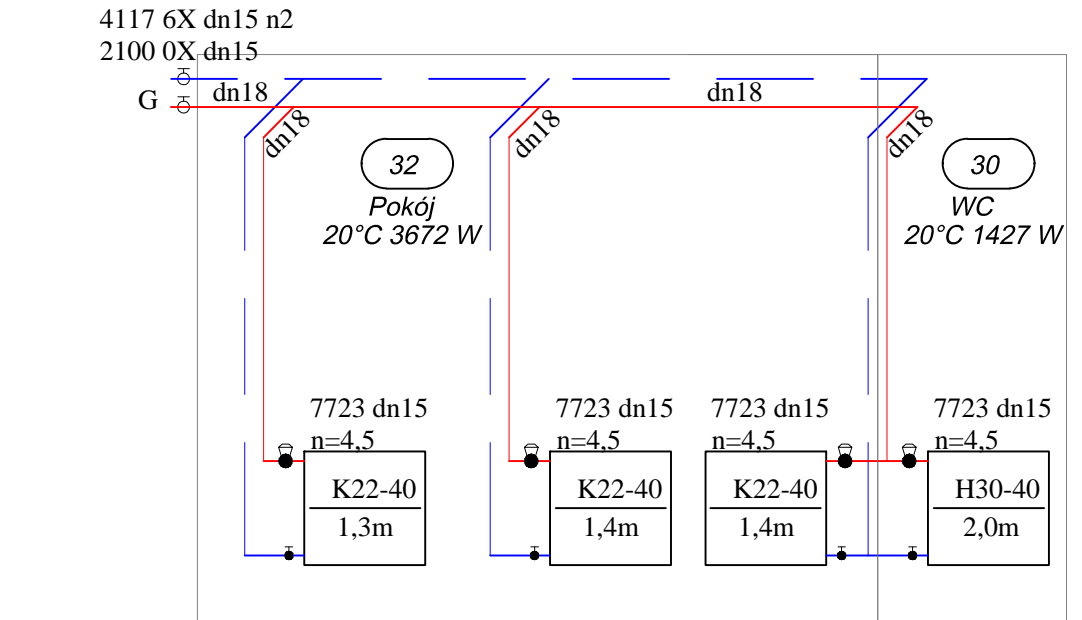 4117 6X dn15 n2
2100 0X dn15
G
dn18
dn18
dn18
dn18
dn18
32
Pokój
20°C 3672 W
30
WC
20°C 1427 W
7723 dn15
n=4,5
7723 dn15
n=4,5
7723 dn15
n=4,5
7723 dn15
n=4,5
K22-40
1,3m
K22-40
1,4m
K22-40
1,4m
H30-40
2,0m